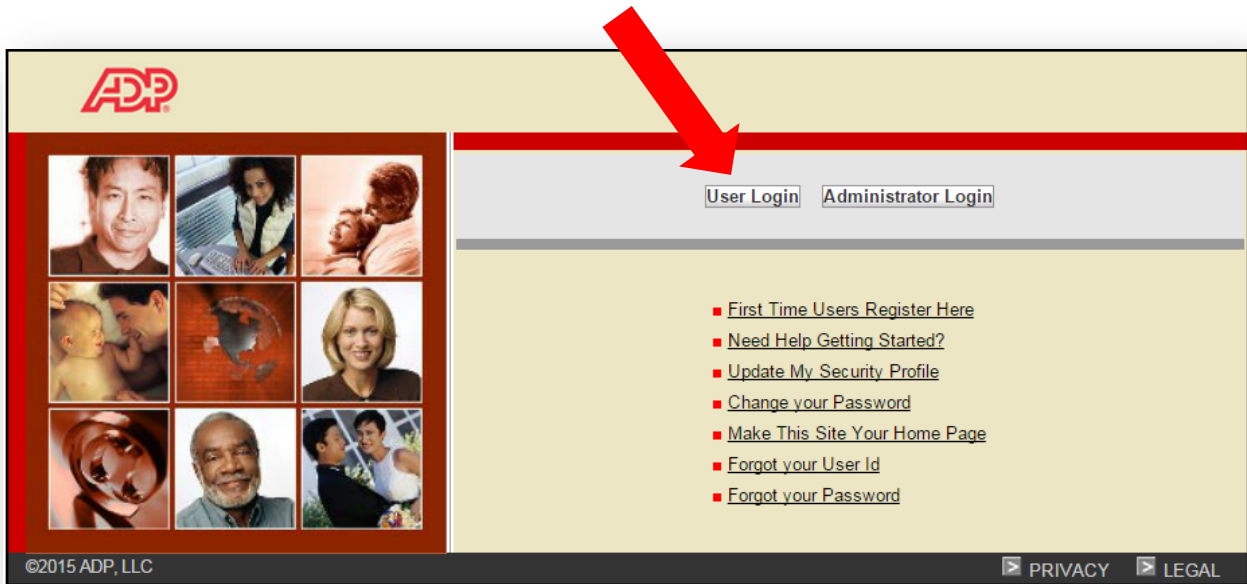 ADP
User Login Administrator Login
First Time Users Register Here
Need Help Getting Started?
Update My Security Profile
Change your Password
Make This Site Your Home Page
Forgot your User Id
Forgot your Password
©2015 ADP, LLC PRIVACY LEGAL